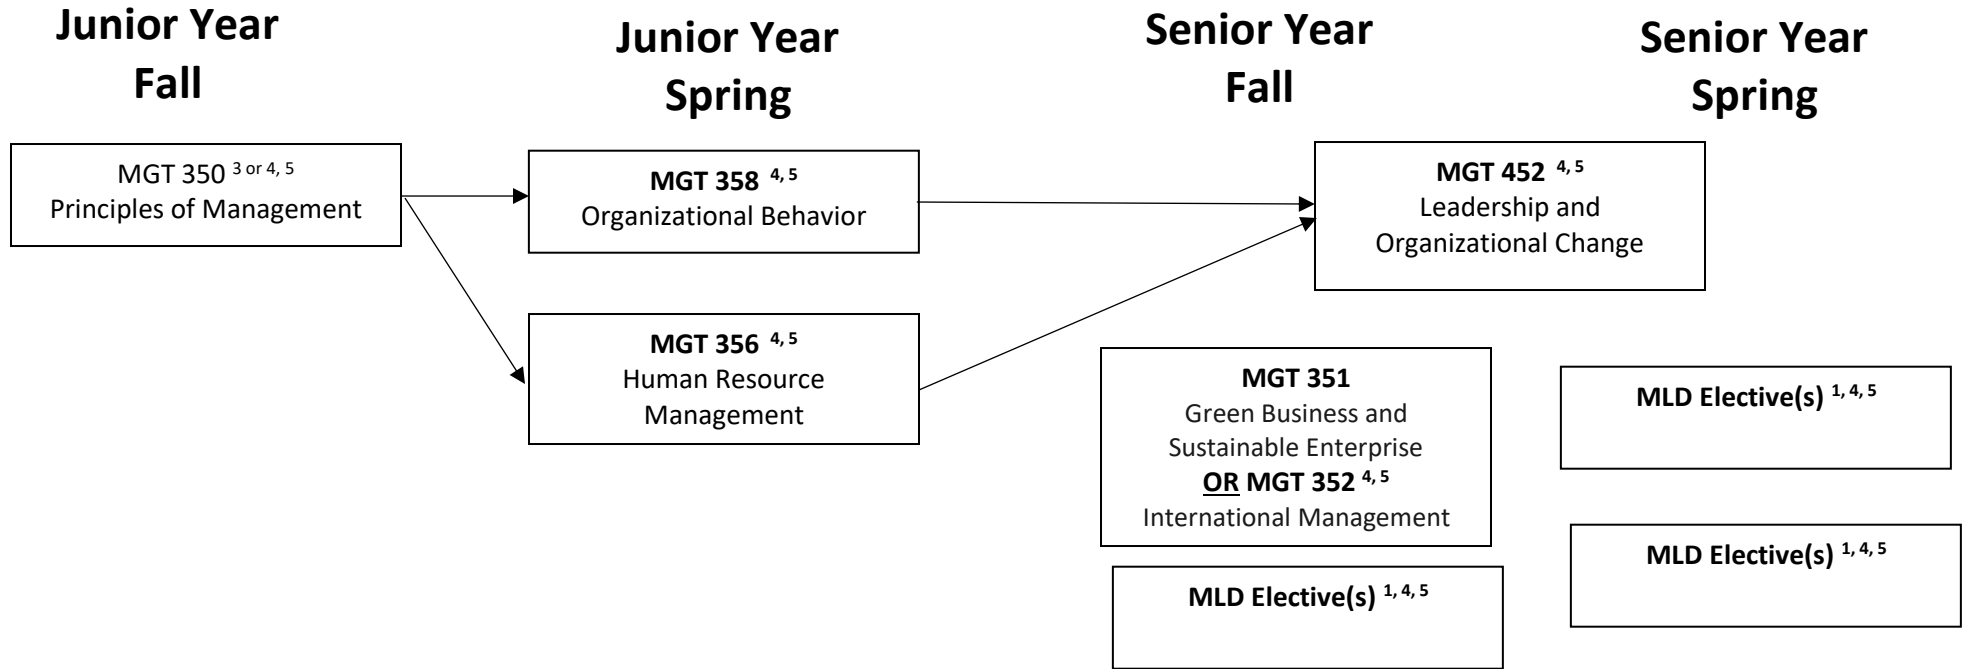 Junior Year
Fall
Junior Year
Spring
Senior Year
Fall
Senior Year
Spring
MGT 350 3 or 4, 5
Principles of Management
MGT 358 4, 5
Organizational Behavior
MGT 356 4, 5
Human Resource
Management
MGT 452 4, 5
Leadership and
Organizational Change
MGT 351
Green Business and
Sustainable Enterprise
OR MGT 352 4, 5
International Management
MLD Elective(s) 1, 4, 5
MLD Elective(s) 1, 4, 5
MLD Elective(s) 1, 4, 5